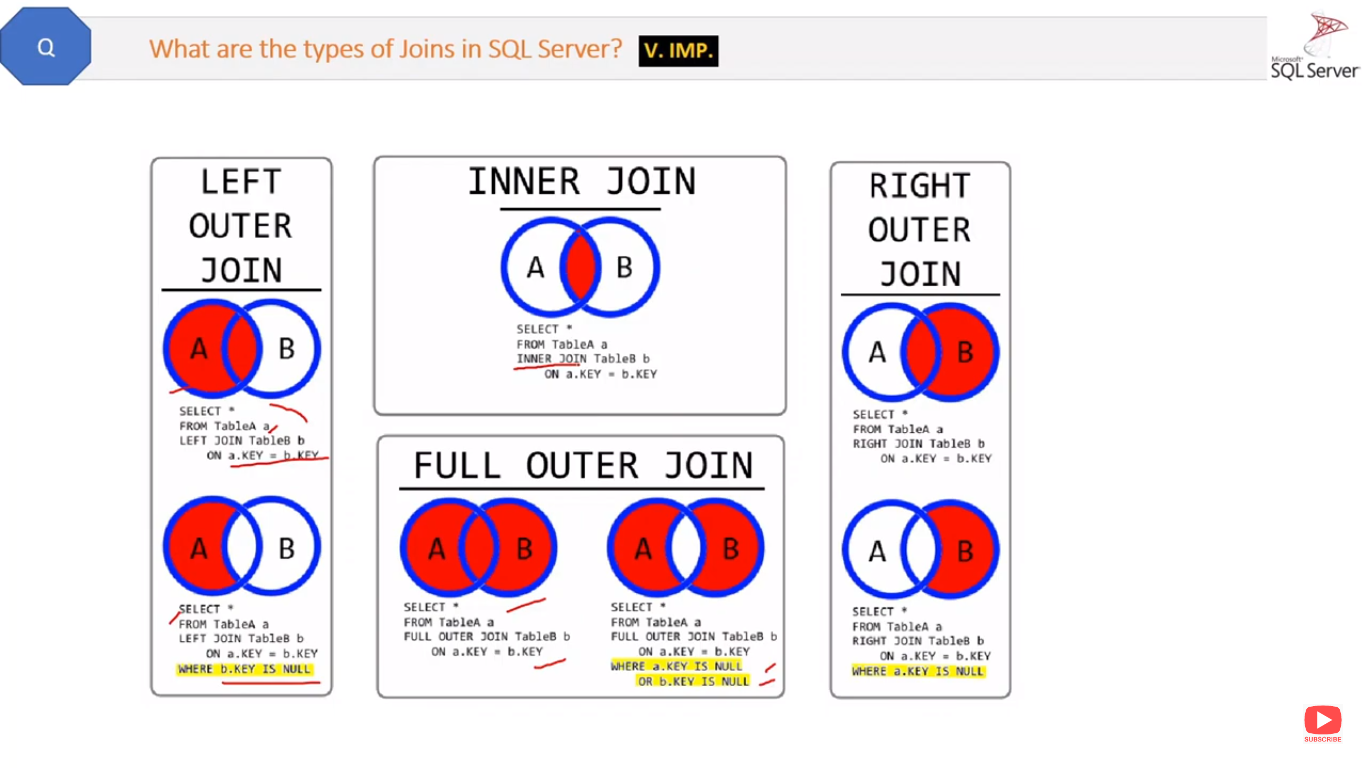 Q
What are the types of Joins in SQL Server?
V. IMP.
Microsoft®
SQL Server
LEFT
OUTER
JOIN
A
B
SELECT *
FROM TableA a
LEFT JOIN TableB b
ON a.KEY = b.KEY
A
B
SELECT *
FROM TableA a
LEFT JOIN TableB b
ON a.KEY = b.KEY
WHERE b.KEY IS NULL
INNER JOIN
A
B
SELECT *
FROM TableA a
INNER JOIN TableB b
ON a.KEY = b.KEY
FULL OUTER JOIN
A
B
SELECT *
FROM TableA a
FULL OUTER JOIN TableB b
ON a.KEY = b.KEY
A
B
SELECT *
FROM TableA a
FULL OUTER JOIN TableB b
ON a.KEY = b.KEY
WHERE a.KEY IS NULL
OR b.KEY IS NULL
RIGHT
OUTER
JOIN
A
B
SELECT *
FROM TableA a
RIGHT JOIN TableB b
ON a.KEY = b.KEY
A
B
SELECT *
FROM TableA a
RIGHT JOIN TableB b
ON a.KEY = b.KEY
WHERE a.KEY IS NULL
SUBSCRIBE